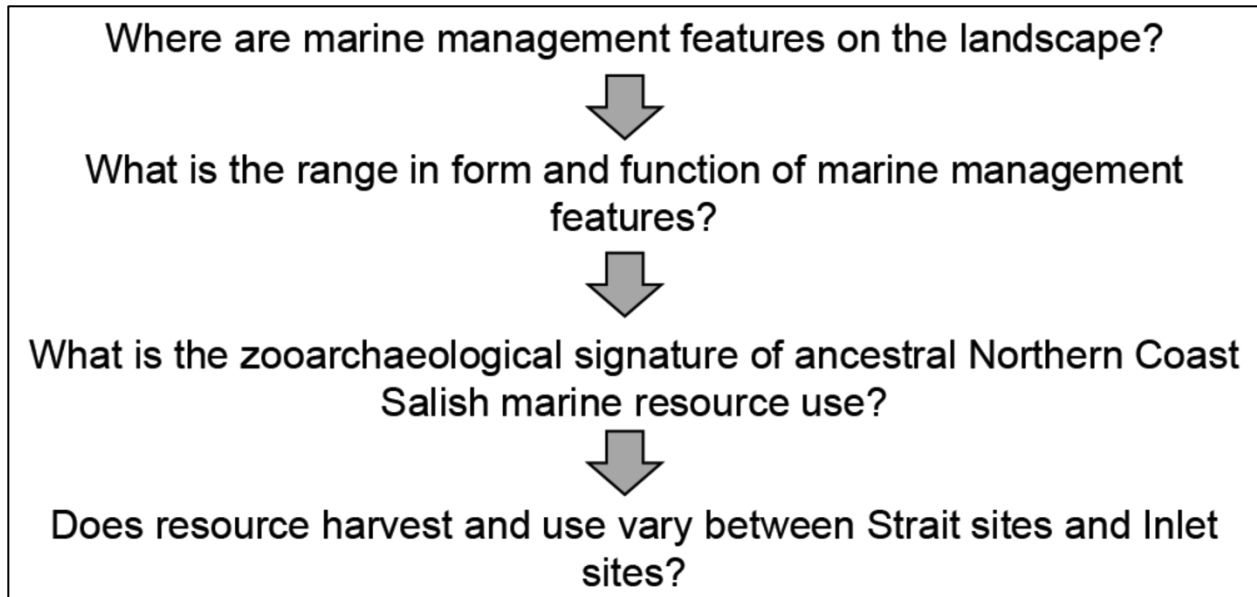 Where are marine management features on the landscape?
What is the range in form and function of marine management
features?
What is the zooarchaeological signature of ancestral Northern Coast
Salish marine resource use?
Does resource harvest and use vary between Strait sites and Inlet
sites?